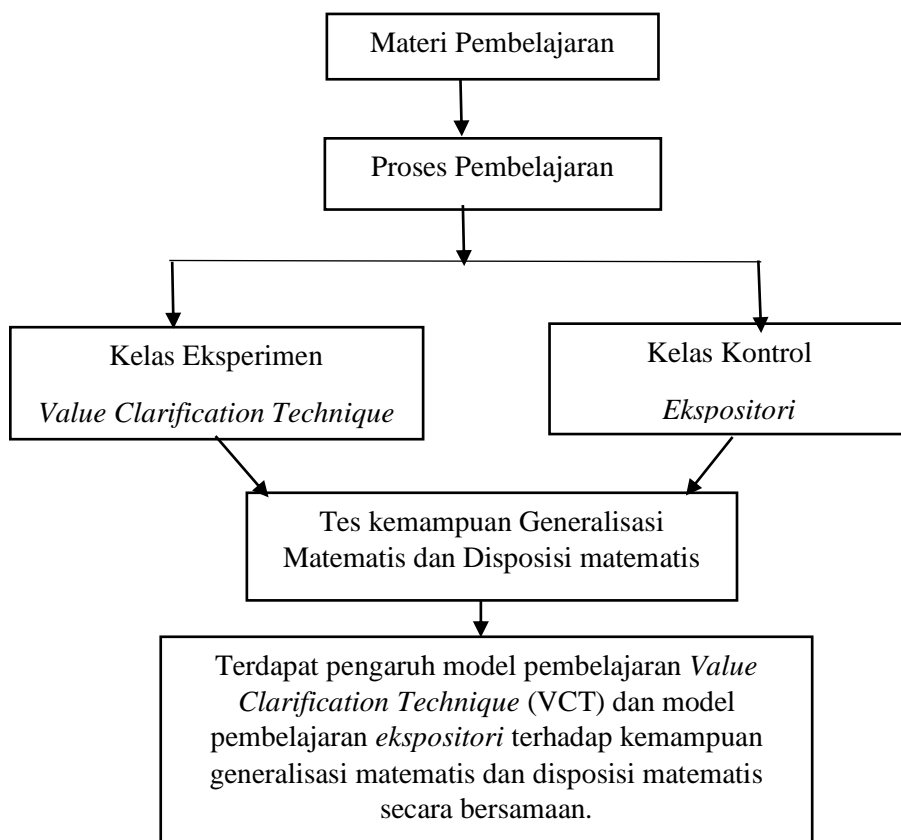 Materi Pembelajaran
Proses Pembelajaran
Kelas Eksperimen
Value Clarification Technique
Kelas Kontrol
Ekspositori
Tes kemampuan Generalisasi
Matematis dan Disposisi matematis
Terdapat pengaruh model pembelajaran Value
Clarification Technique (VCT) dan model
pembelajaran ekspositori terhadap kemampuan
generalisasi matematis dan disposisi matematis
secara bersamaan.